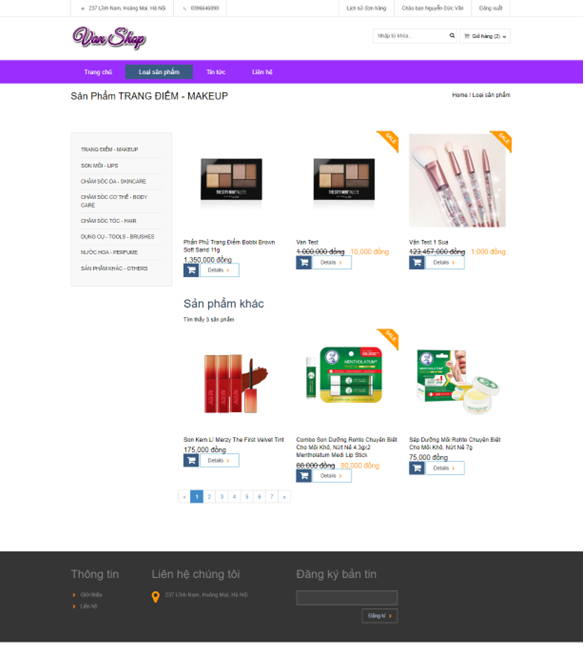 237 Lĩnh Nam, Hoàng Mai, Hà Nội
0396646390
Lịch sử đơn hàng
Chào bạn Nguyễn Đức Văn
Đăng xuất
Van Shop
Nhập từ khóa...
Giỏ hàng (2)
Trang chủ
Loại sản phẩm
Tin tức
Liên hệ
Sản Phẩm TRANG ĐIỂM - MAKEUP
Home / Loại sản phẩm
TRANG ĐIỂM - MAKEUP
SON MÔI - LIPS
CHĂM SÓC DA - SKINCARE
CHĂM SÓC CƠ THỂ - BODY
CARE
CHĂM SÓC TÓC - HAIR
DỤNG CỤ - TOOLS - BRUSHES
NƯỚC HOA - PERFUME
SẢN PHẨM KHÁC - OTHERS
SALE
SALE
Phấn Phủ Trang Điểm Bobbi Brown
Soft Sand 11g
1,350,000 đồng
Details
Van Test
1,000,000 đồng 10,000 đồng
Details
Văn Test 1 Sua
123,457,000 đồng 1,000 đồng
Details
Sản phẩm khác
Tìm thấy 3 sản phẩm
SALE
MENTHOLATUM
Son Kem Lì Merzy The First Velvet Tint
175,000 đồng
Details
Combo Son Dưỡng Rohto Chuyên Biệt
Cho Môi Khô, Nứt Nẻ 4.3gx2
Mentholatum Medi Lip Stick
88,000 đồng 80,000 đồng
Details
Sáp Dưỡng Môi Rohto Chuyên Biệt
Cho Môi Khô, Nứt Nẻ 7g
75,000 đồng
Details
« 1 2 3 4 5 6 7 »
Thông tin
Giới thiệu
Liên hệ
Liên hệ chúng tôi
237 Lĩnh Nam, Hoàng Mai, Hà Nội
Đăng ký bản tin
Đăng kí